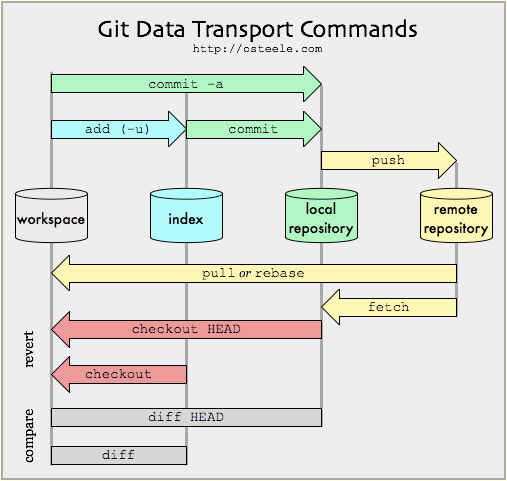 Git Data Transport Commands
http://osteele.com
commit -a
add (-u)
commit
push
workspace
index
local
repository
remote
repository
pull or rebase
fetch
revert
checkout HEAD
checkout
compare
diff HEAD
diff